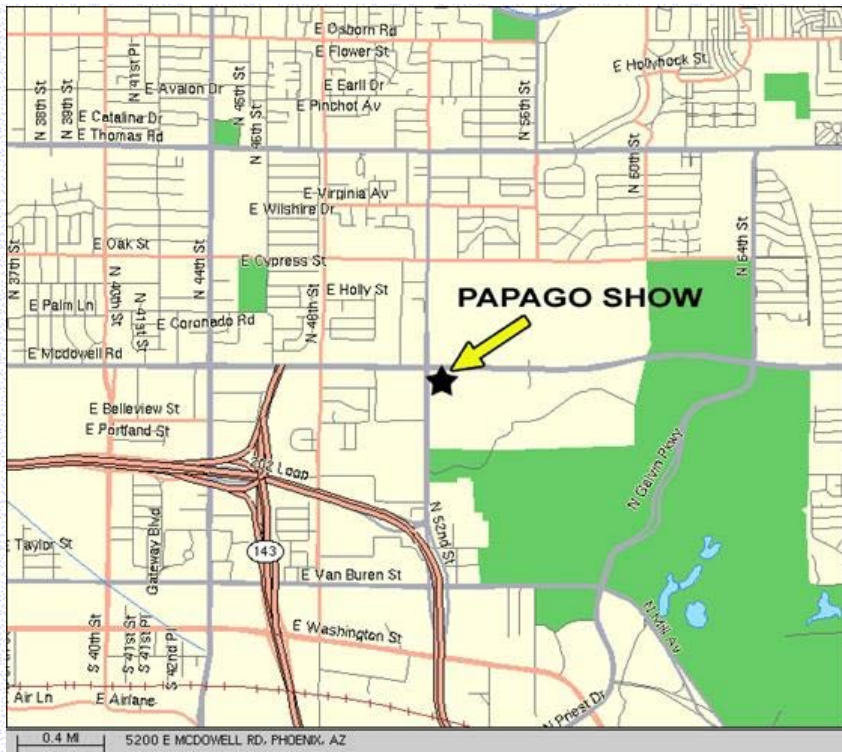 E Osborn Rd
E Flower St
E Hollyhock St
N 41st Pl
E Avalon Dr
E Earll Dr
E Pinchot Av
N 38th St
N 39th St
N 45th St
N 46th St
N 56th St
E Catalina Dr
E Thomas Rd
N 60th St
E Virginia Av
E Wilshire Dr
N 37th St
E Oak St
N 44th St
E Cypress St
N 64th St
E Palm Ln
N 40th St
N 41st St
E Holly St
N 48th St
PAPAGO SHOW
E Coronado Rd
E Mcdowell Rd
E Belleview St
E Portland St
202 Loop
N Galvin Pkwy
Gateway Blvd
N 52nd St
E Taylor St
143
E Van Buren St
N Mill Av
S 40th St
S 41st St
S 41st Pl
S 42nd Pl
E Washington St
Air Ln
E Airlane
N Priest Dr
0.4 MI
5200 E MCDOWELL RD, PHOENIX, AZ